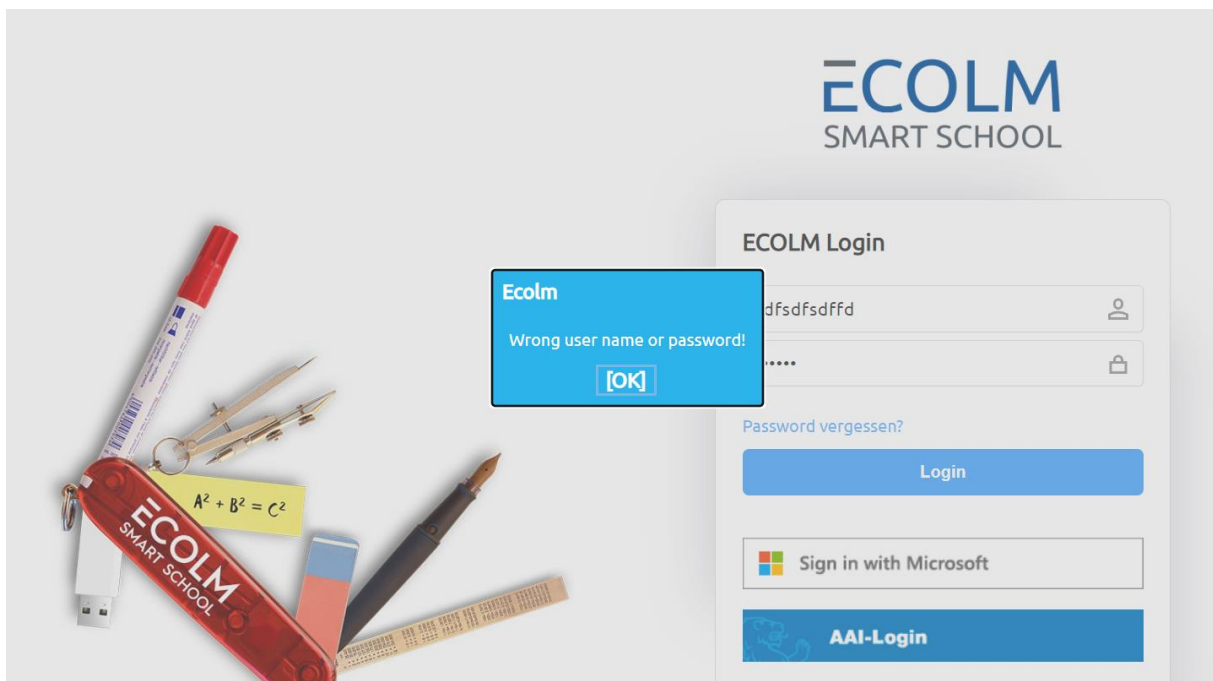 ECOLM
SMART SCHOOL
ECOLM Login
Ecolm
Wrong user name or password!
[OK]
dfsdfsdffd
Password vergessen?
Login
Sign in with Microsoft
AAI-Login
A² + B² = C²
ECOLM
SMART SCHOOL